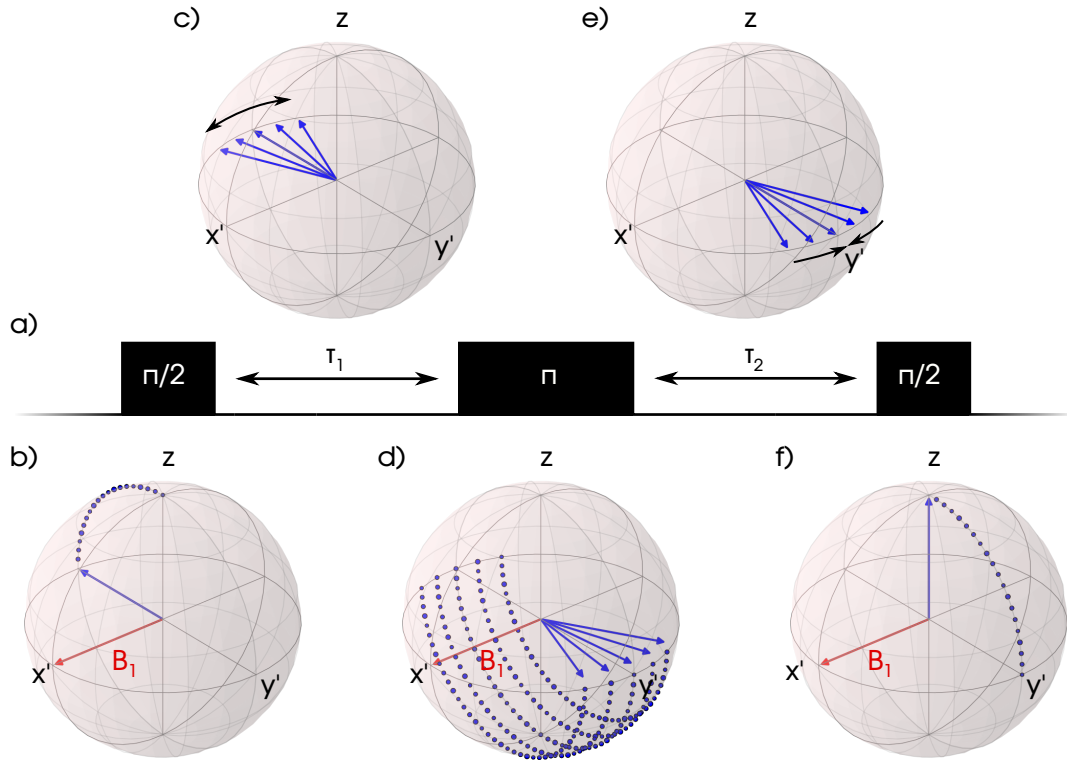 c)
z
x'
y'
e)
z
x'
y'
a)
π/2
τ₁
π
τ₂
π/2
b)
z
x'
B₁
y'
d)
z
x'
B₁
y'
f)
z
x'
B₁
y'